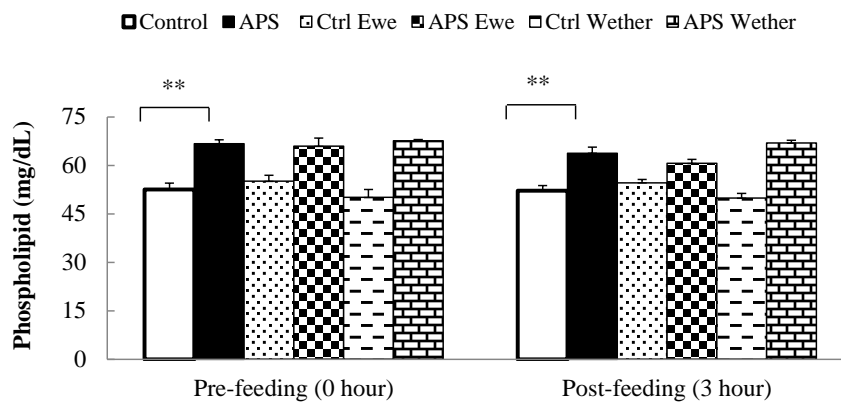 Control APS Ctrl Ewe APS Ewe Ctrl Wether APS Wether
** **
Phospholipid (mg/dL)
75
60
45
30
15
0
Pre-feeding (0 hour) Post-feeding (3 hour)